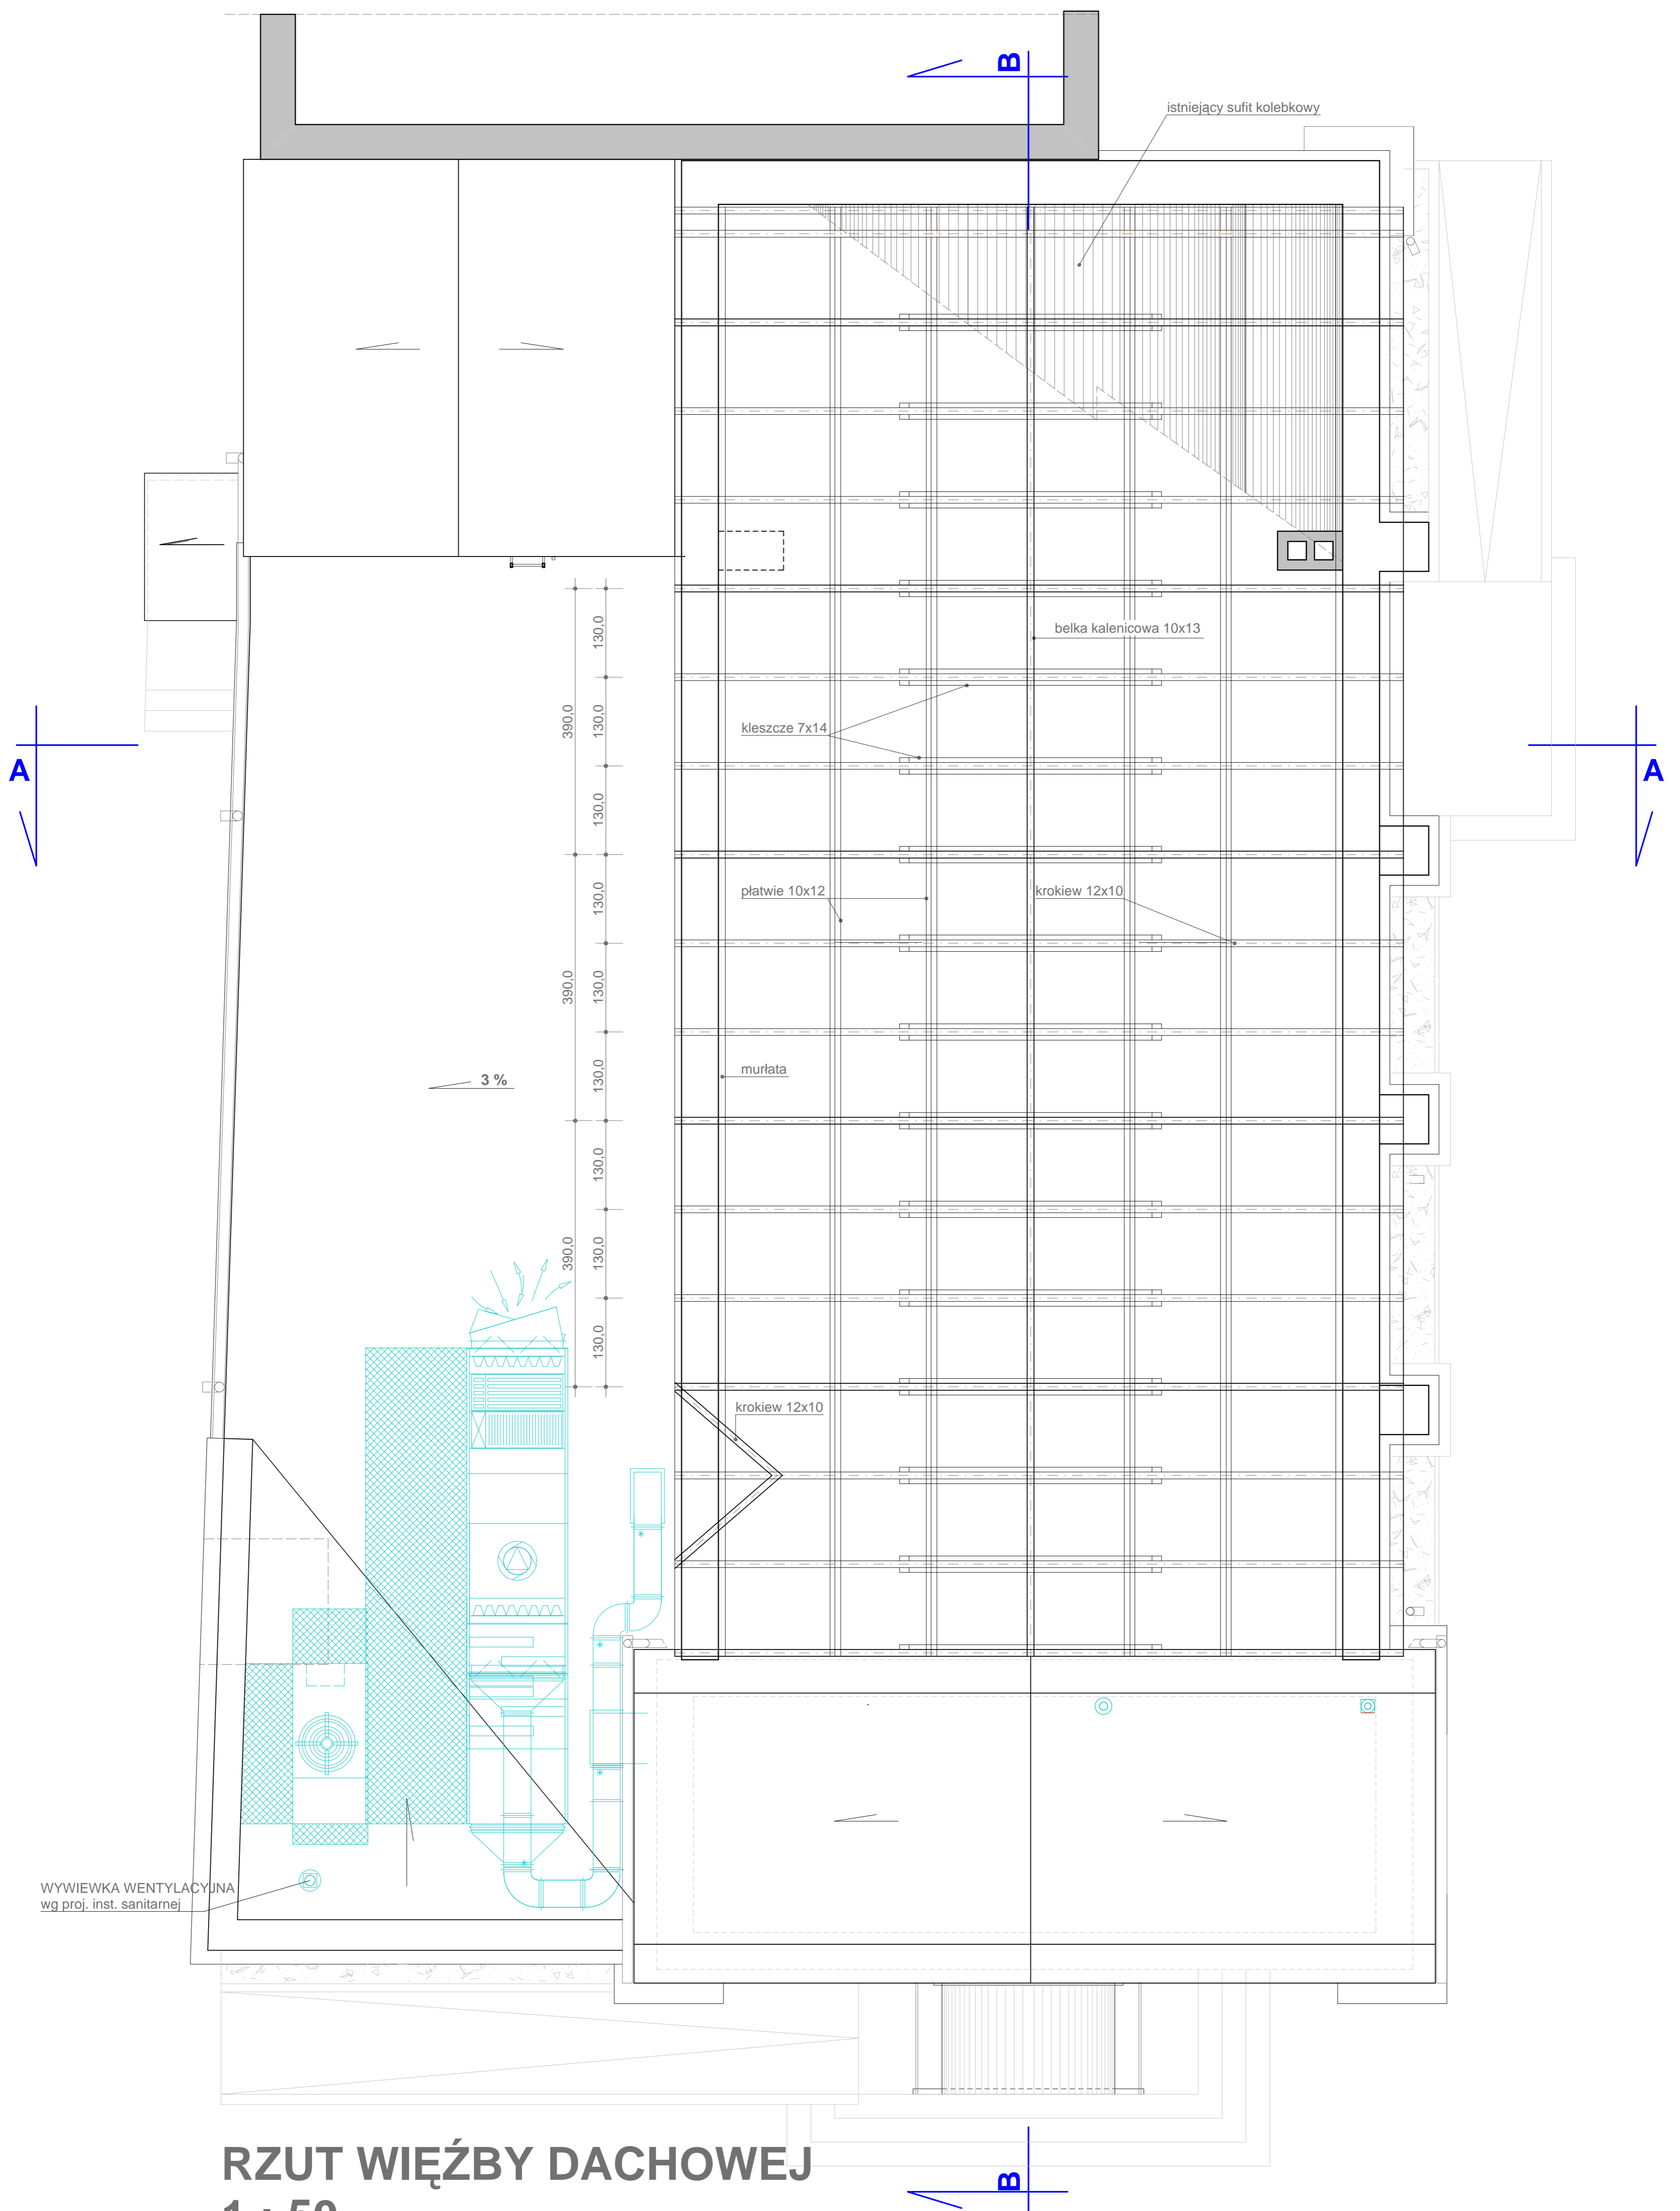 B
istniejący sufit kolebkowy
130,0
belka kalenicowa 10x13
390,0
130,0
kleszcze 7x14
A
A
130,0
płatwie 10x12
krokiew 12x10
130,0
390,0
130,0
murłata
130,0
3 %
130,0
390,0
130,0
130,0
krokiew 12x10
WYWIEWKA WENTYLACYJNA
wg proj. inst. sanitarnej
RZUT WIĘŹBY DACHOWEJ
1 : 50
B